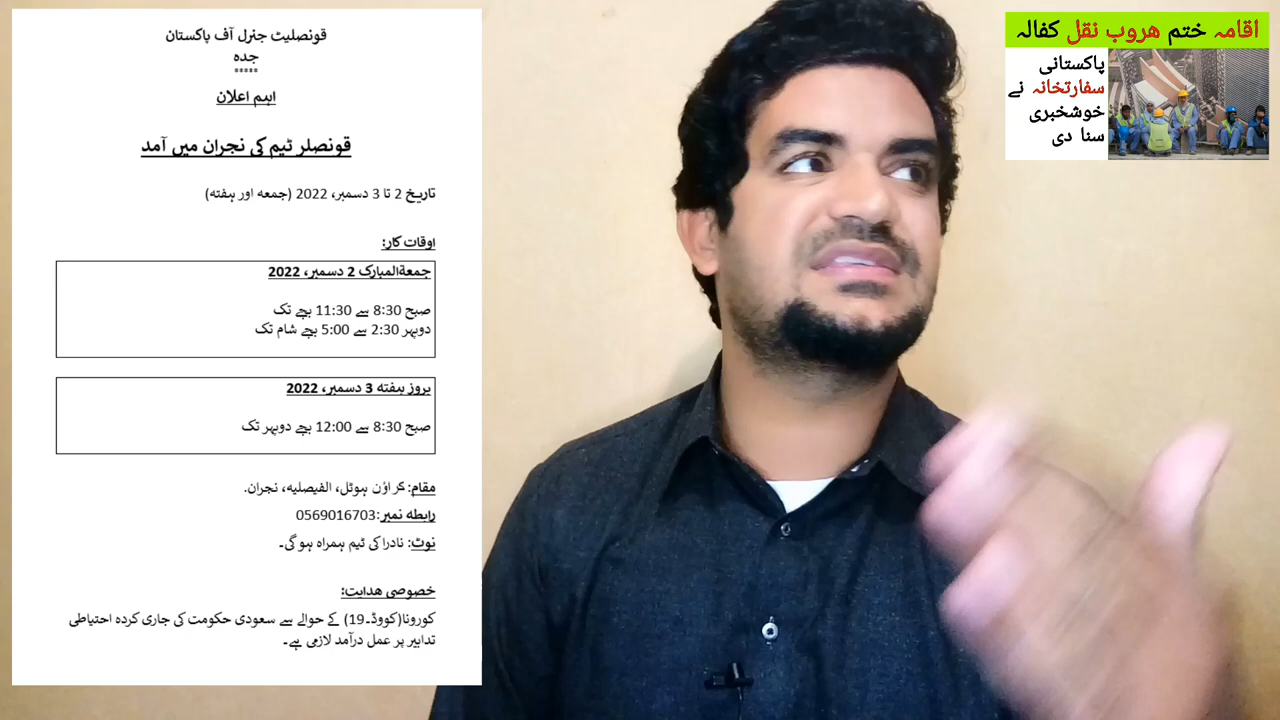 قونصلیٹ جنرل آف پاکستان
جدہ
*****
اہم اعلان
قونصلر ٹیم کی نجران میں آمد
تاریخ 2 تا 3 دسمبر، 2022 (جمعہ اور ہفتہ)
اوقات کار:
جمعۃالمبارک 2 دسمبر، 2022
صبح 8:30 سے 11:30 بجے تک
دوپہر 2:30 سے 5:00 بجے شام تک
بروز ہفتہ 3 دسمبر، 2022
صبح 8:30 سے 12:00 بجے دوپہر تک
مقام: کراؤن ہوٹل، الفیصلیہ، نجران.
رابطہ نمبر:0569016703
نوٹ: نادرا کی ٹیم ہمراہ ہو گی۔
خصوصی ھدایت:
کورونا(کووڈ۔19) کے حوالے سے سعودی حکومت کی جاری کردہ احتیاطی
تدابیر پر عمل درآمد لازمی ہے۔
اقامہ ختم ھروب نقل کفالہ
پاکستانی
سفارتخانہ نے
خوشخبری
سنا دی